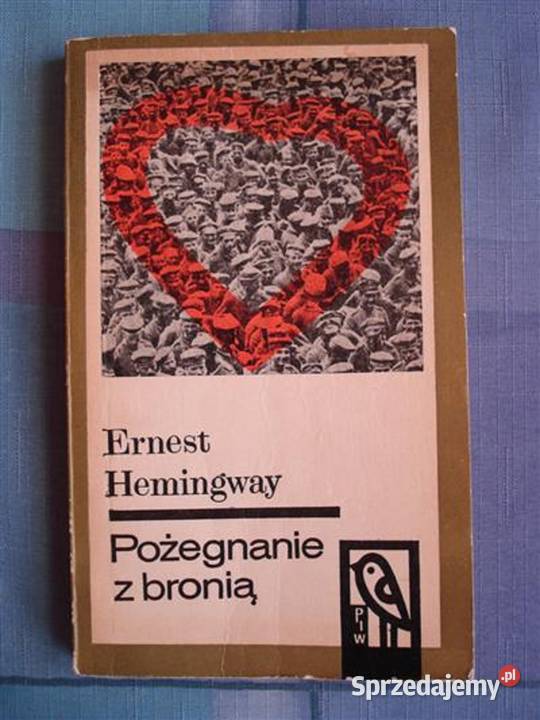 Ernest
Hemingway
Pożegnanie
z bronią
PIW
Sprzedajemy.pl